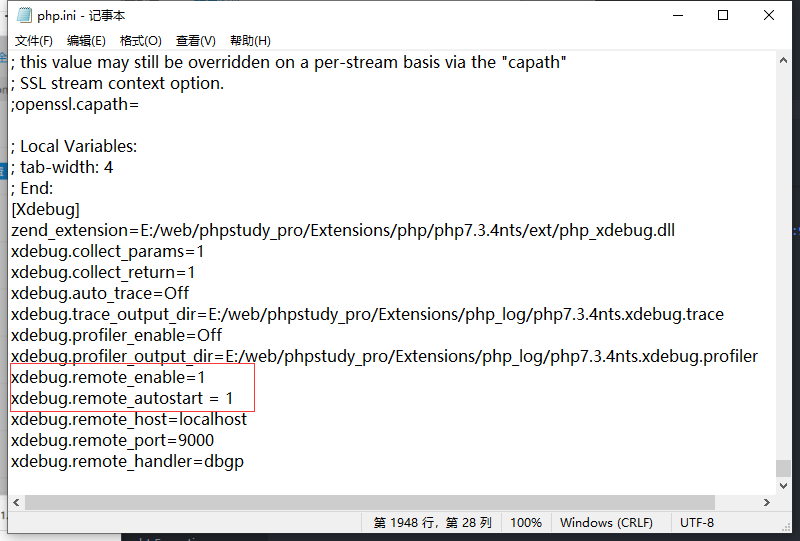 php.ini - 记事本
文件(F) 编辑(E) 格式(O) 查看(V) 帮助(H)
; this value may still be overridden on a per-stream basis via the "capath"
; SSL stream context option.
;openssl.capath=
; Local Variables:
; tab-width: 4
; End:
[Xdebug]
zend_extension=E:/web/phpstudy_pro/Extensions/php/php7.3.4nts/ext/php_xdebug.dll
xdebug.collect_params=1
xdebug.collect_return=1
xdebug.auto_trace=Off
xdebug.trace_output_dir=E:/web/phpstudy_pro/Extensions/php_log/php7.3.4nts.xdebug.trace
xdebug.profiler_enable=Off
xdebug.profiler_output_dir=E:/web/phpstudy_pro/Extensions/php_log/php7.3.4nts.xdebug.profiler
xdebug.remote_enable=1
xdebug.remote_autostart = 1
xdebug.remote_host=localhost
xdebug.remote_port=9000
xdebug.remote_handler=dbgp
第 1948 行，第 28 列 100% Windows (CRLF) UTF-8